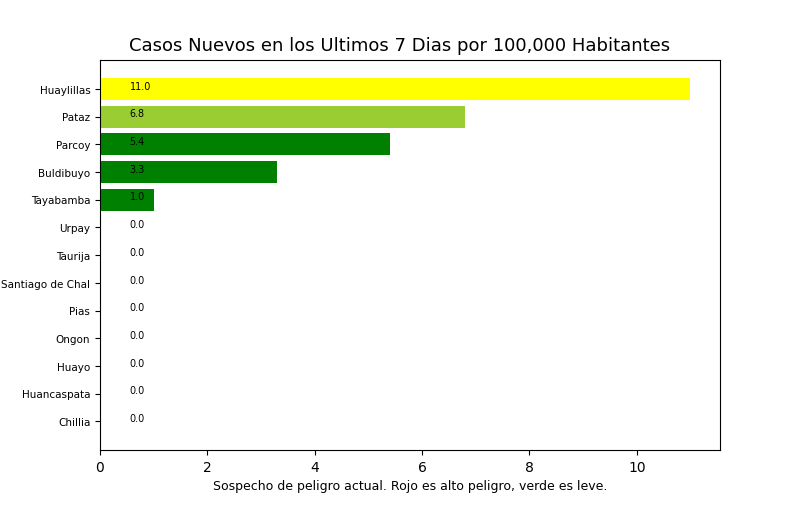 Casos Nuevos en los Ultimos 7 Dias por 100,000 Habitantes
Huaylillas 11.0
Pataz 6.8
Parcoy 5.4
Buldibuyo 3.3
Tayabamba 1.0
Urpay 0.0
Taurija 0.0
Santiago de Chal 0.0
Pias 0.0
Ongon 0.0
Huayo 0.0
Huancaspata 0.0
Chillia 0.0
0 2 4 6 8 10
Sospecho de peligro actual. Rojo es alto peligro, verde es leve.